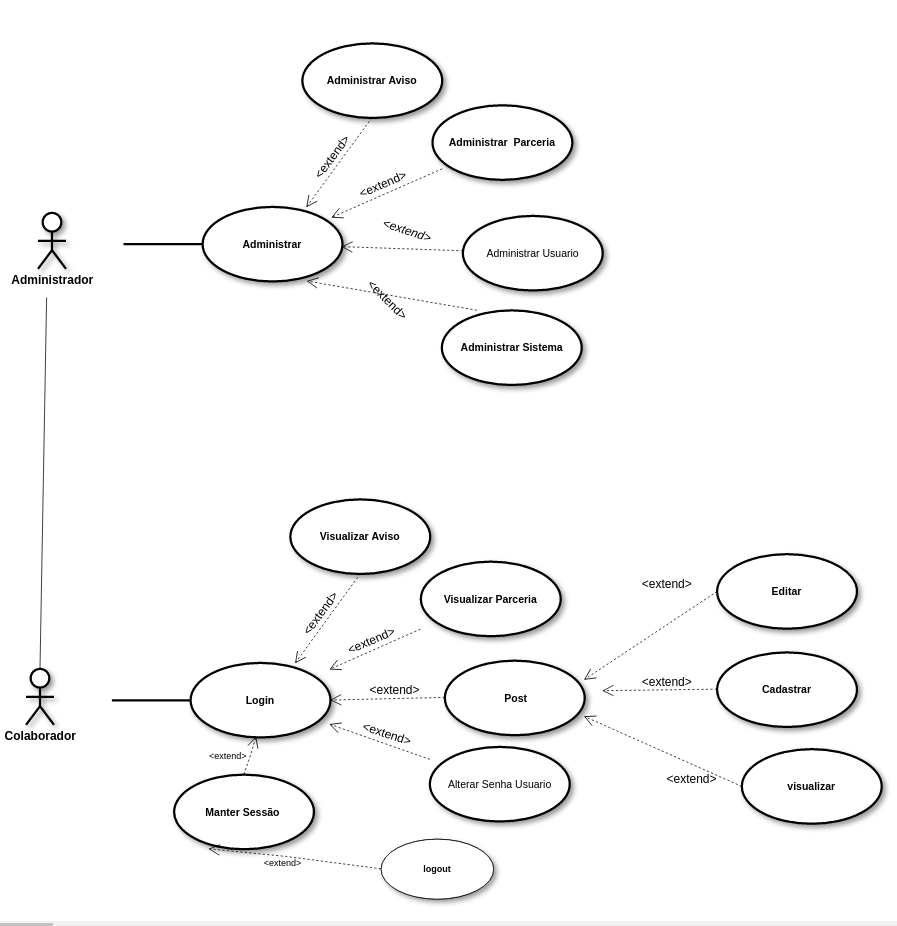 Administrar Aviso
Administrar Parceria
<extend>
<extend>
<extend>
Administrar
Administrar Usuario
Administrador
<extend>
Administrar Sistema
Visualizar Aviso
<extend>
Editar
Visualizar Parceria
<extend>
<extend>
<extend>
<extend>
Cadastrar
Login
Post
Colaborador
<extend>
<extend>
<extend>
Alterar Senha Usuario
visualizar
Manter Sessão
<extend>
logout